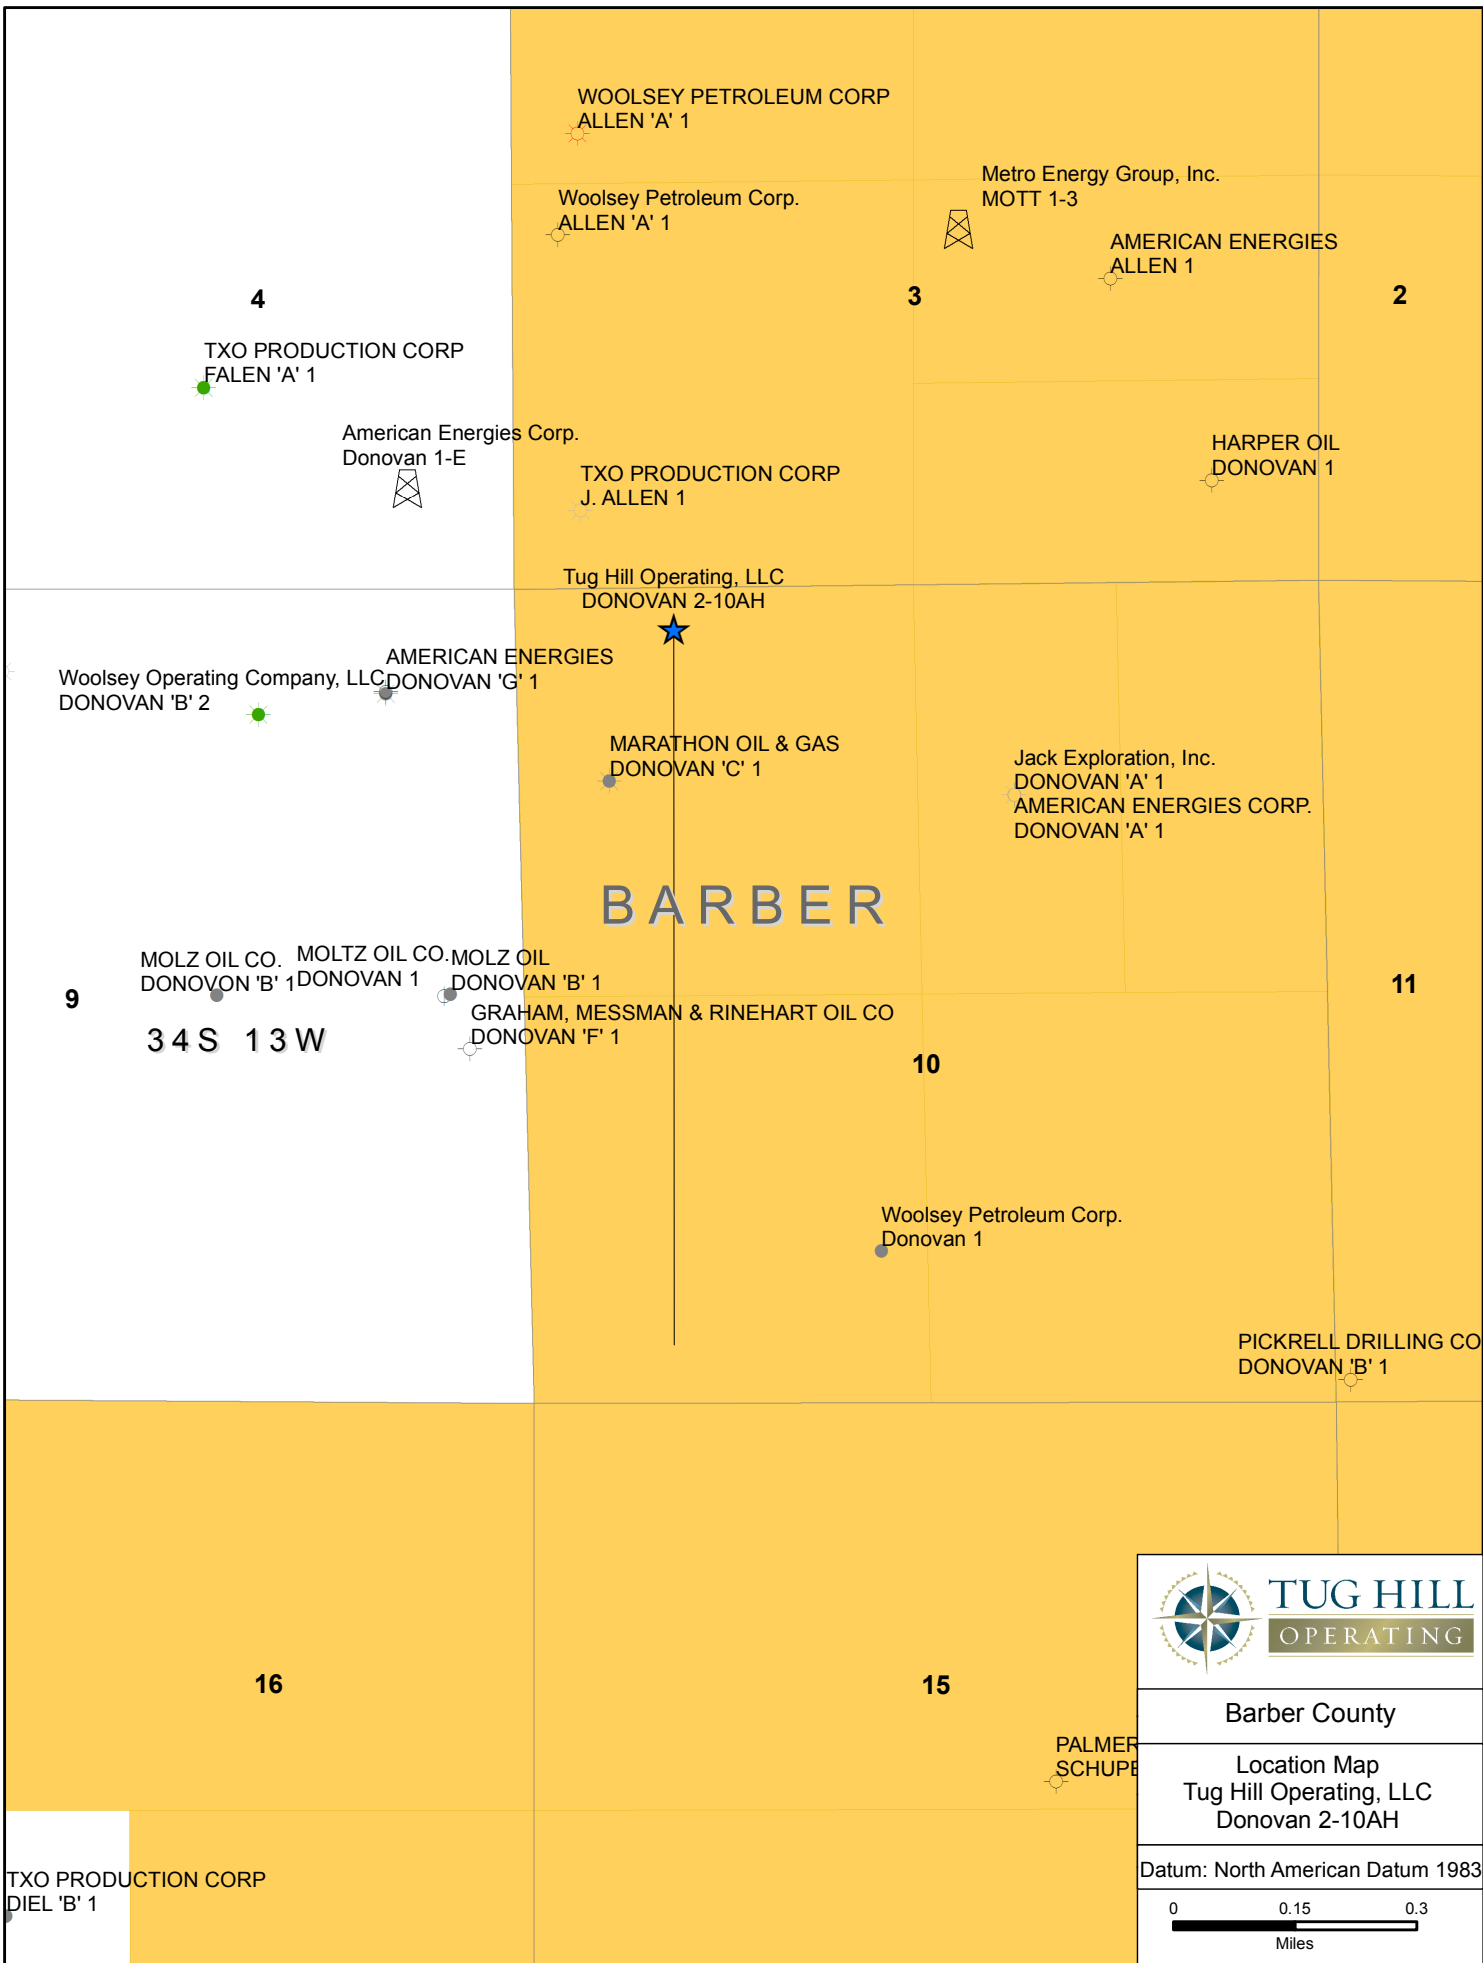 WOOLSEY PETROLEUM CORP
ALLEN 'A' 1
Metro Energy Group, Inc.
MOTT 1-3
Woolsey Petroleum Corp.
ALLEN 'A' 1
AMERICAN ENERGIES
ALLEN 1
4
3
2
TXO PRODUCTION CORP
FALEN 'A' 1
American Energies Corp.
Donovan 1-E
HARPER OIL
DONOVAN 1
TXO PRODUCTION CORP
J. ALLEN 1
Tug Hill Operating, LLC
DONOVAN 2-10AH
AMERICAN ENERGIES
DONOVAN 'G' 1
Woolsey Operating Company, LLC
DONOVAN 'B' 2
MARATHON OIL & GAS
DONOVAN 'C' 1
Jack Exploration, Inc.
DONOVAN 'A' 1
AMERICAN ENERGIES CORP.
DONOVAN 'A' 1
BARBER
MOLZ OIL CO.
DONOVON 'B' 1
MOLTZ OIL CO.
DONOVAN 1
MOLZ OIL
DONOVAN 'B' 1
9
11
GRAHAM, MESSMAN & RINEHART OIL CO
DONOVAN 'F' 1
34S 13W
10
Woolsey Petroleum Corp.
Donovan 1
PICKRELL DRILLING CO
DONOVAN 'B' 1
16
15
PALMER
SCHUPE
TXO PRODUCTION CORP
DIEL 'B' 1
TUG HILL
OPERATING
Barber County
Location Map
Tug Hill Operating, LLC
Donovan 2-10AH
Datum: North American Datum 1983
0 0.15 0.3
Miles